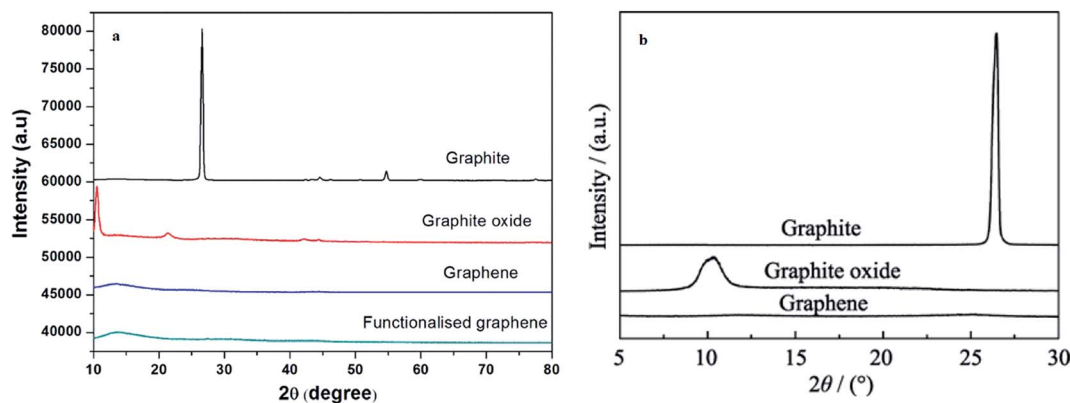 a
Intensity (a.u)
80000
75000
70000
65000
60000
55000
50000
45000
40000
Graphite
Graphite oxide
Graphene
Functionalised graphene
10 20 30 40 50 60 70 80
2θ (degree)
b
Intensity / (a.u.)
Graphite
Graphite oxide
Graphene
5 10 15 20 25 30
2θ / (°)